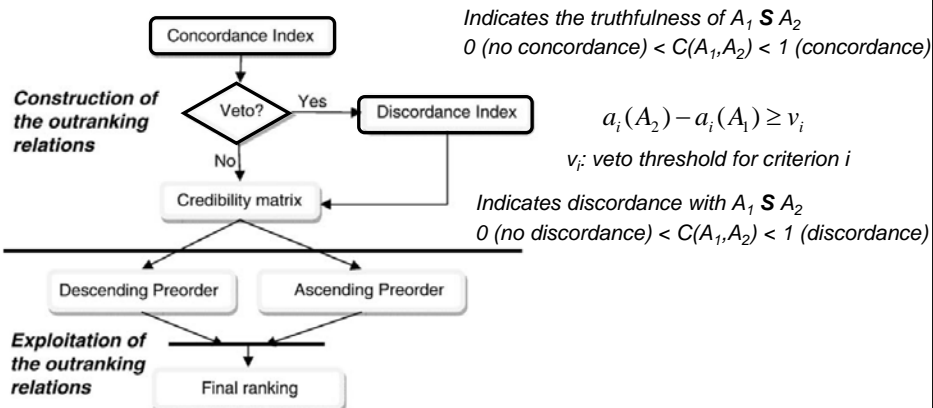 Concordance Index
Indicates the truthfulness of A₁ S A₂
0 (no concordance) < C(A₁,A₂) < 1 (concordance)
Construction of
the outranking
relations
Veto?
Yes
No
Discordance Index
aᵢ(A₂) – aᵢ(A₁) ≥ vᵢ
vᵢ: veto threshold for criterion i
Credibility matrix
Indicates discordance with A₁ S A₂
0 (no discordance) < C(A₁,A₂) < 1 (discordance)
Descending Preorder
Ascending Preorder
Exploitation of
the outranking
relations
Final ranking